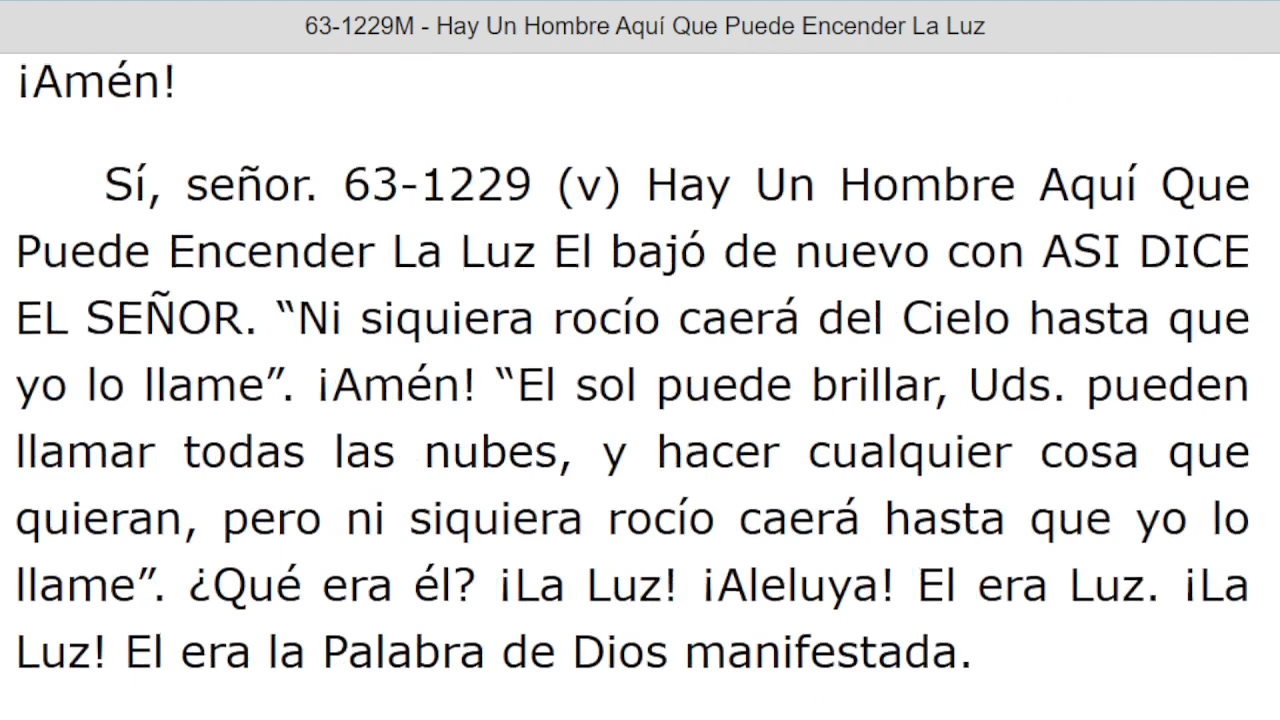 63-1229M - Hay Un Hombre Aquí Que Puede Encender La Luz
¡Amén!
Sí, señor. 63-1229 (v) Hay Un Hombre Aquí Que
Puede Encender La Luz El bajó de nuevo con ASI DICE
EL SEÑOR. “Ni siquiera rocío caerá del Cielo hasta que
yo lo llame”. ¡Amén! “El sol puede brillar, Uds. pueden
llamar todas las nubes, y hacer cualquier cosa que
quieran, pero ni siquiera rocío caerá hasta que yo lo
llame”. ¿Qué era él? ¡La Luz! ¡Aleluya! El era Luz. ¡La
Luz! El era la Palabra de Dios manifestada.